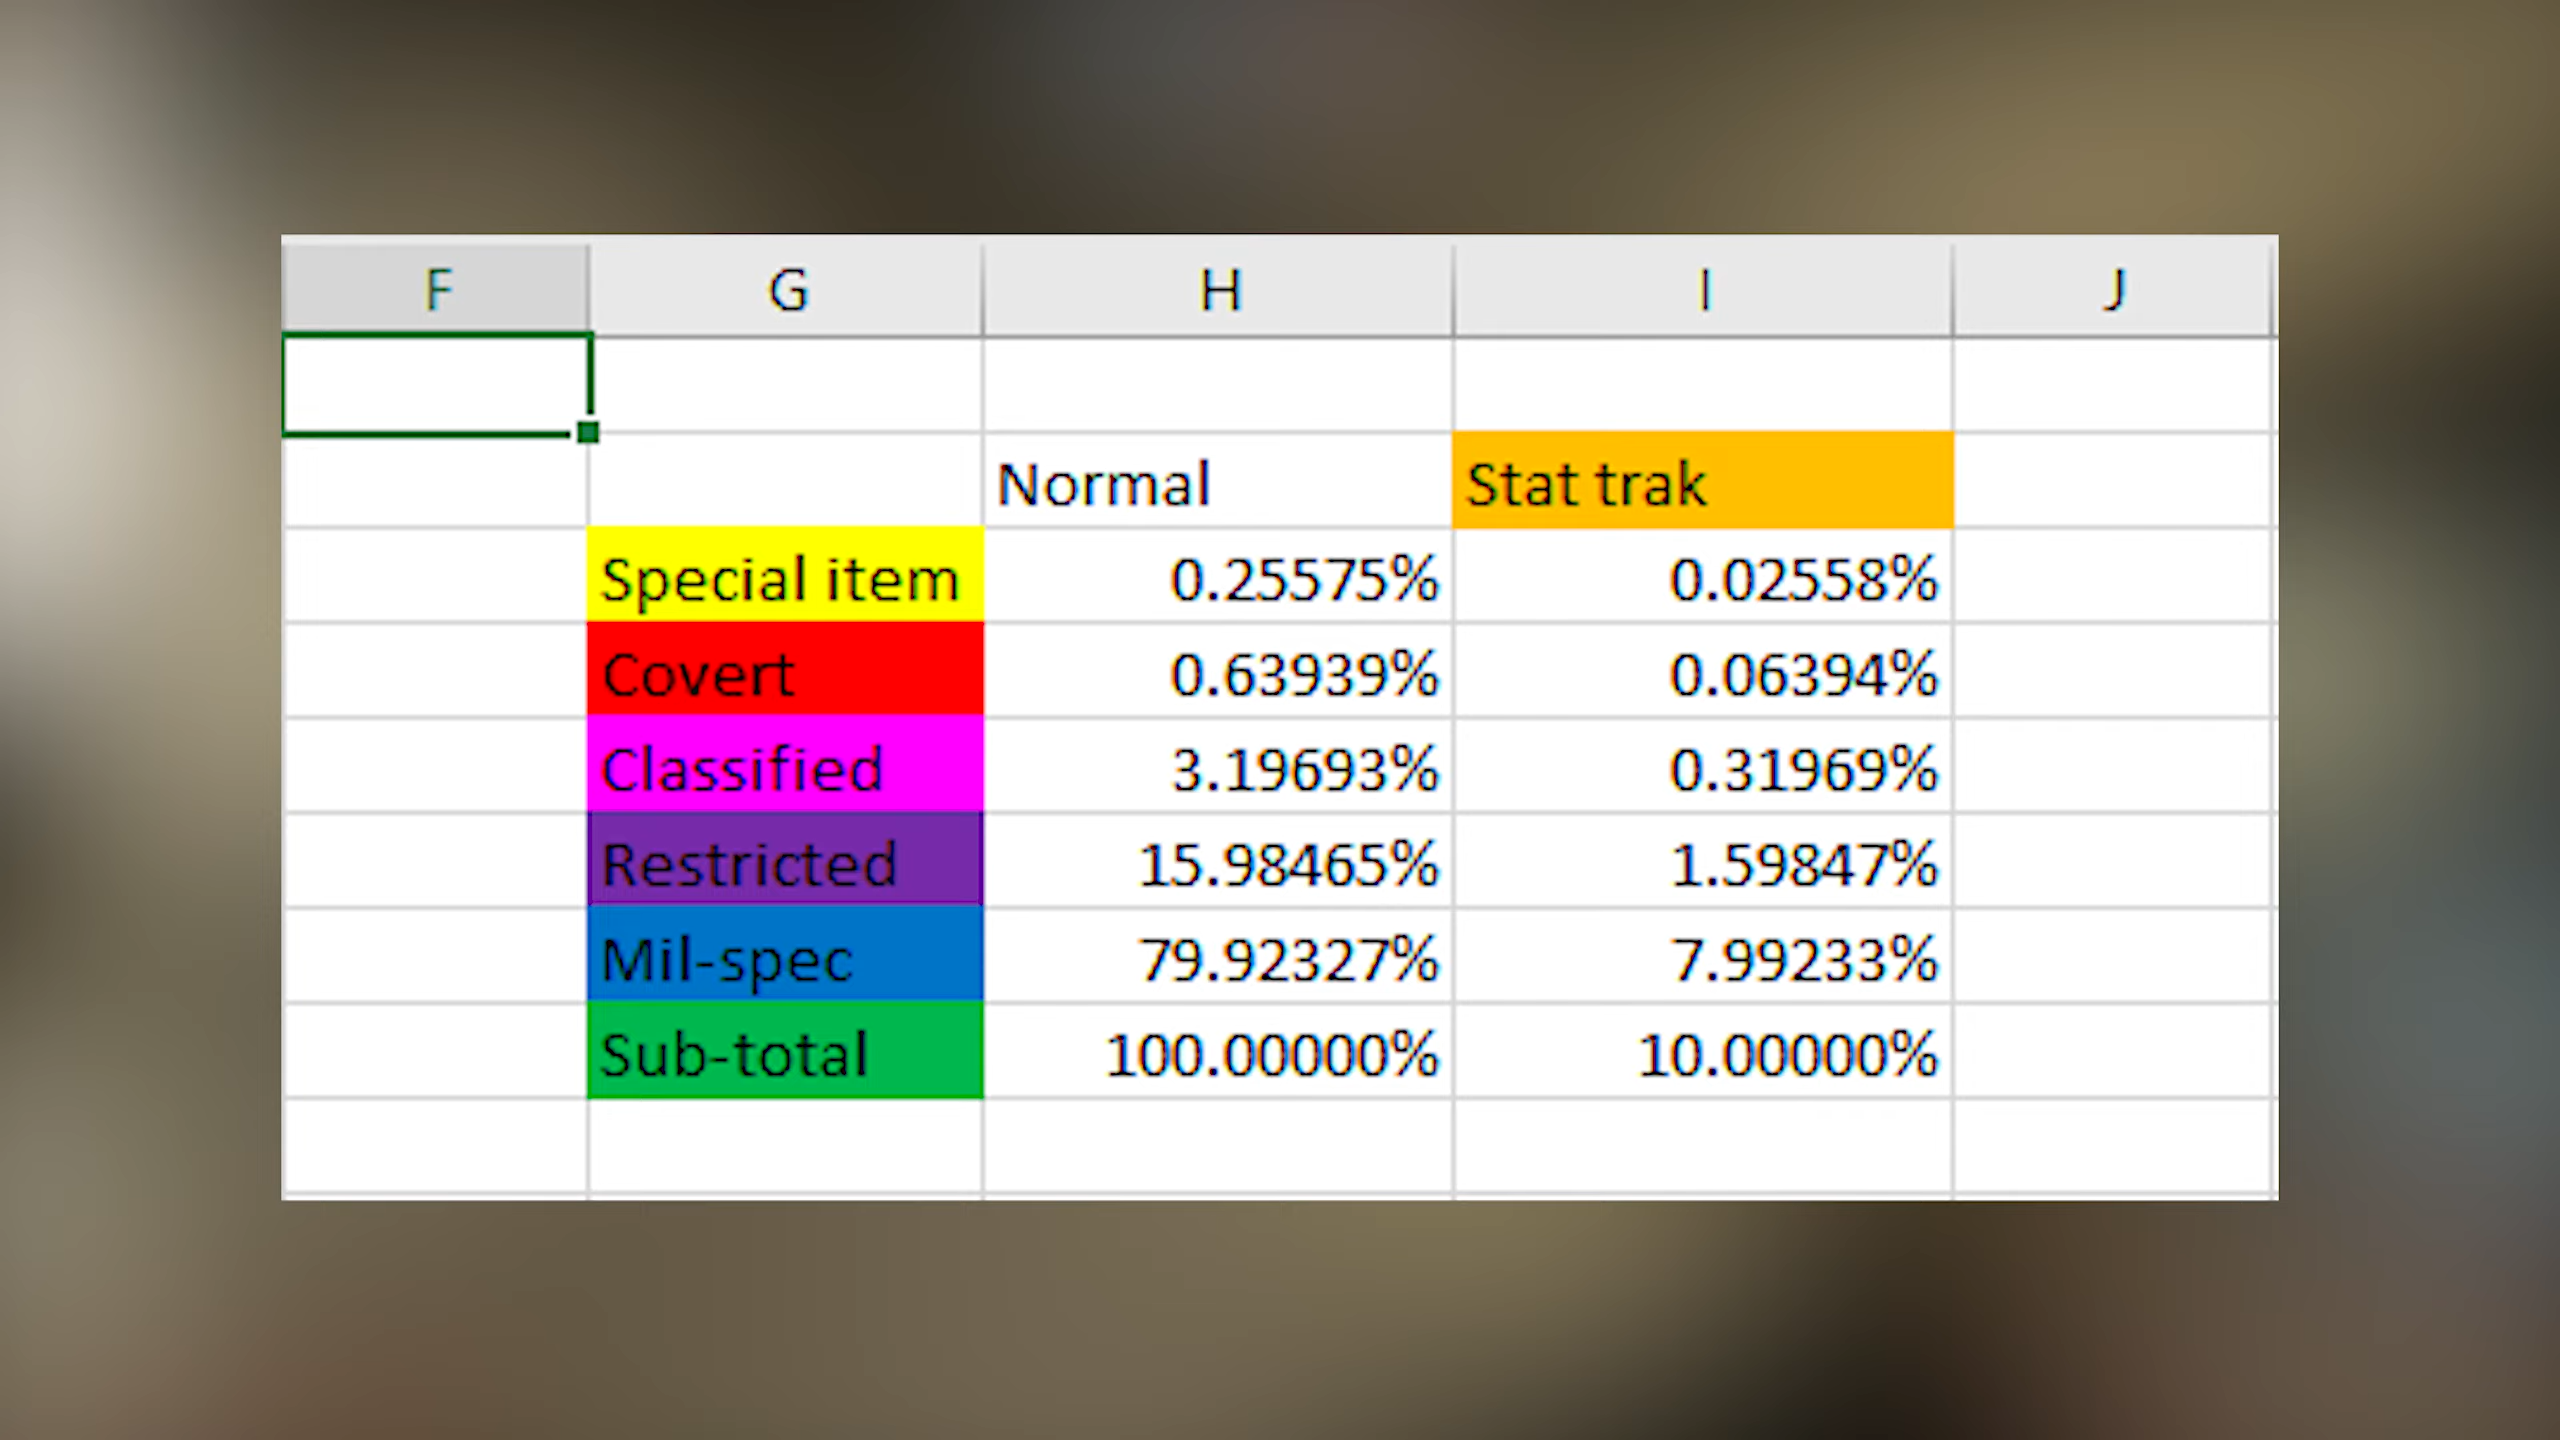 F G H I J
Normal Stat trak
Special item 0.25575% 0.02558%
Covert 0.63939% 0.06394%
Classified 3.19693% 0.31969%
Restricted 15.98465% 1.59847%
Mil-spec 79.92327% 7.99233%
Sub-total 100.00000% 10.00000%